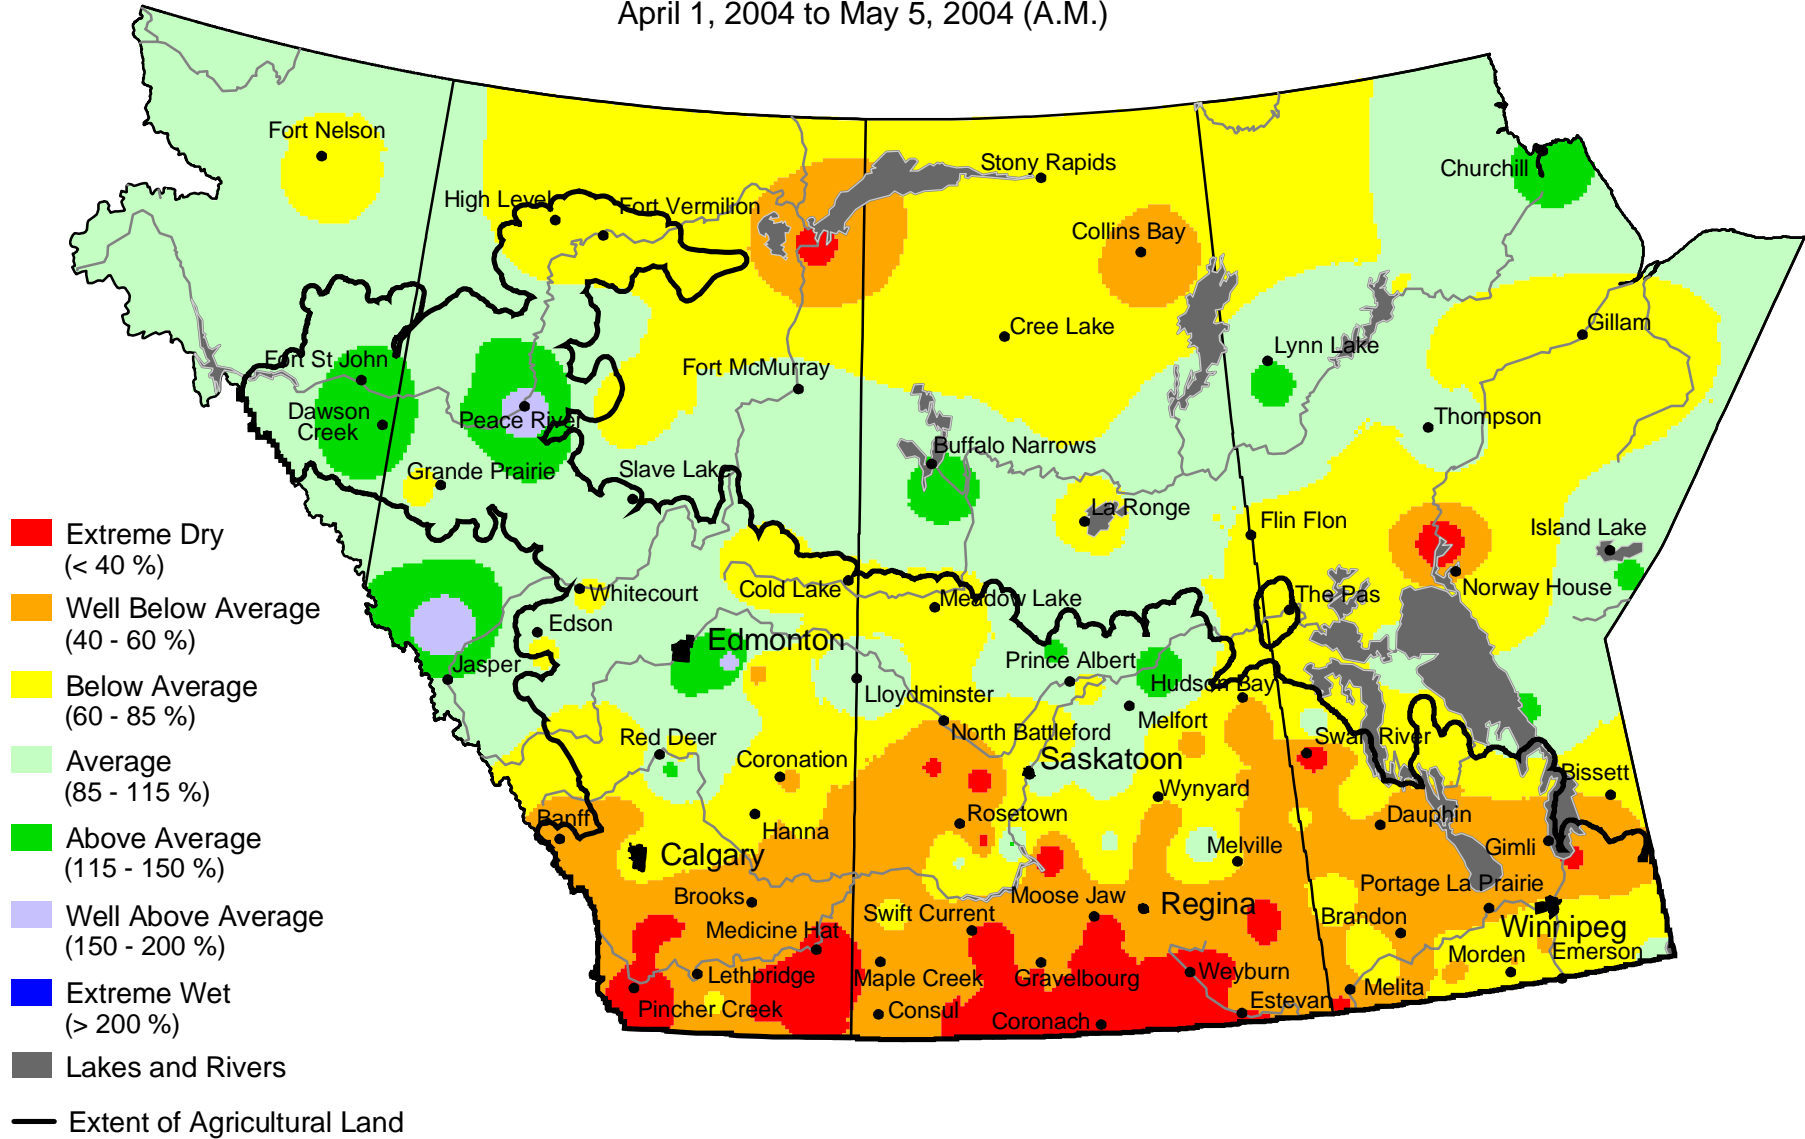 April 1, 2004 to May 5, 2004 (A.M.)
Fort Nelson
Churchill
Stony Rapids
High Level
Fort Vermilion
Collins Bay
Gillam
Cree Lake
Lynn Lake
Fort St John
Fort McMurray
Dawson
Creek
Peace River
Thompson
Buffalo Narrows
Grande Prairie
Slave Lake
La Ronge
Flin Flon
Island Lake
Extreme Dry
(< 40 %)
Well Below Average
(40 - 60 %)
Below Average
(60 - 85 %)
Average
(85 - 115 %)
Above Average
(115 - 150 %)
Well Above Average
(150 - 200 %)
Extreme Wet
(> 200 %)
Lakes and Rivers
Extent of Agricultural Land
Whitecourt
Cold Lake
Meadow Lake
The Pas
Norway House
Edson
Edmonton
Jasper
Prince Albert
Hudson Bay
Lloydminster
Melfort
North Battleford
Red Deer
Swan River
Coronation
Saskatoon
Bissett
Wynyard
Banff
Hanna
Rosetown
Dauphin
Calgary
Melville
Gimli
Brooks
Moose Jaw
Portage La Prairie
Swift Current
Regina
Brandon
Winnipeg
Medicine Hat
Morden
Emerson
Lethbridge
Maple Creek
Gravelbourg
Weyburn
Melita
Pincher Creek
Consul
Estevan
Coronach